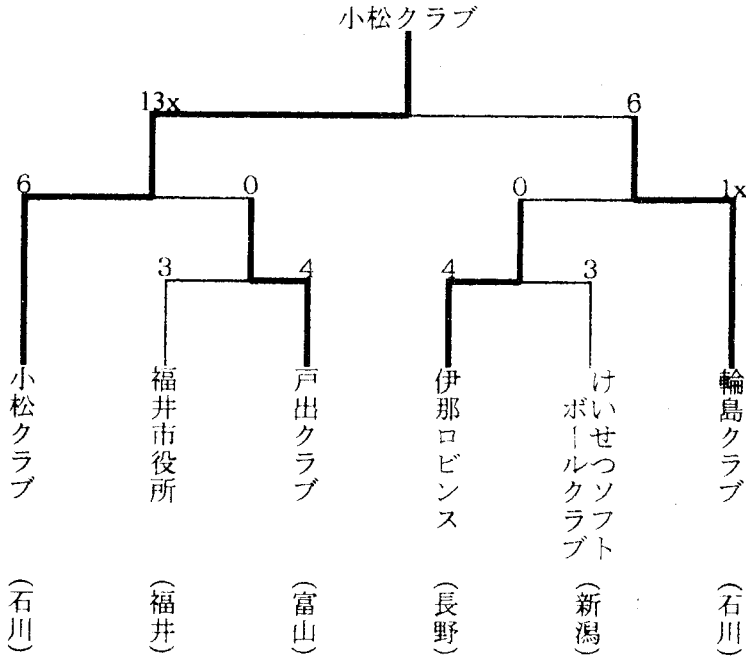 小松クラブ
13x
6
6
0
0
1x
3
4
4
3
小松クラブ
(石川)
福井市役所
(福井)
戸出クラブ
(富山)
伊那ロビンス
(長野)
けいせつソフト
ボールクラブ
(新潟)
輪島クラブ
(石川)